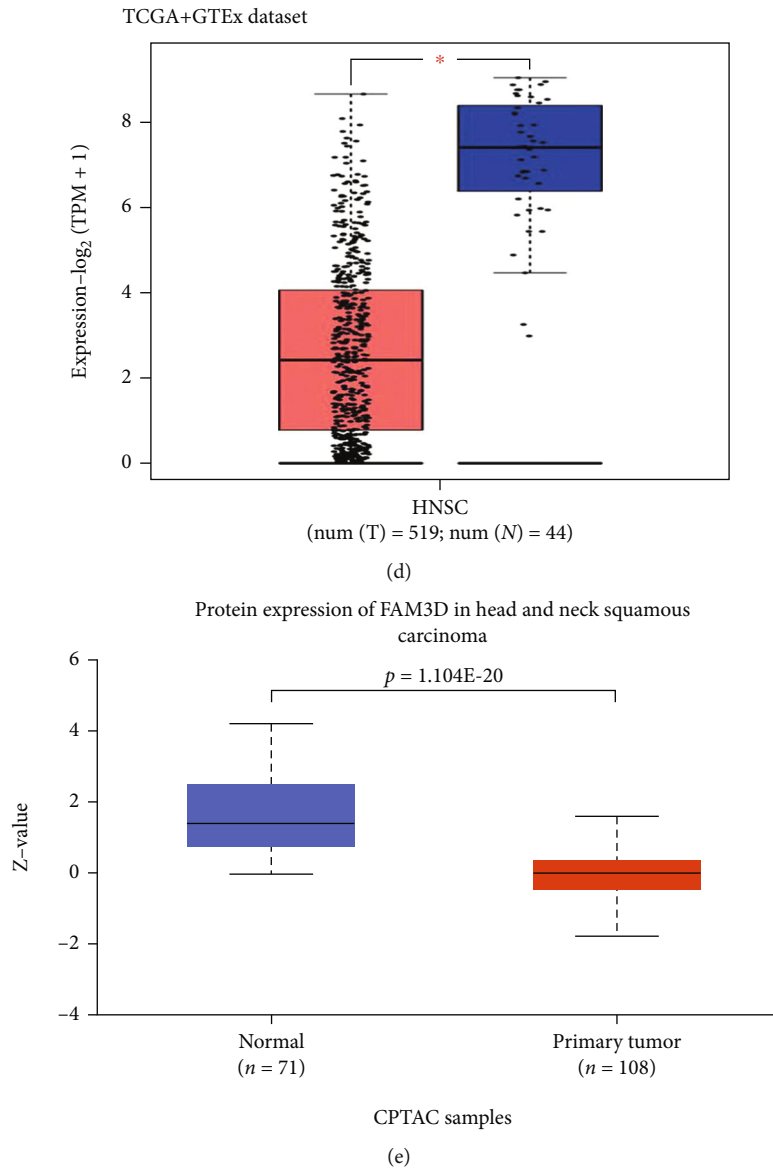 TCGA+GTEx dataset
*
Expression–log₂ (TPM + 1)
8
6
4
2
0
HNSC
(num (T) = 519; num (N) = 44)
(d)
Protein expression of FAM3D in head and neck squamous
carcinoma
p = 1.104E-20
Z–value
6
4
2
0
–2
–4
Normal
(n = 71)
Primary tumor
(n = 108)
CPTAC samples
(e)